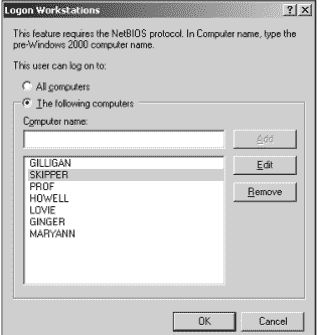 Logon Workstations
This feature requires the NetBIOS protocol. In Computer name, type the
pre-Windows 2000 computer name.
This user can log on to:
All computers
The following computers
Computer name:
Add
GILLIGAN
Edit
SKIPPER
PROF
Remove
HOWELL
LOVIE
GINGER
MARYANN
OK
Cancel